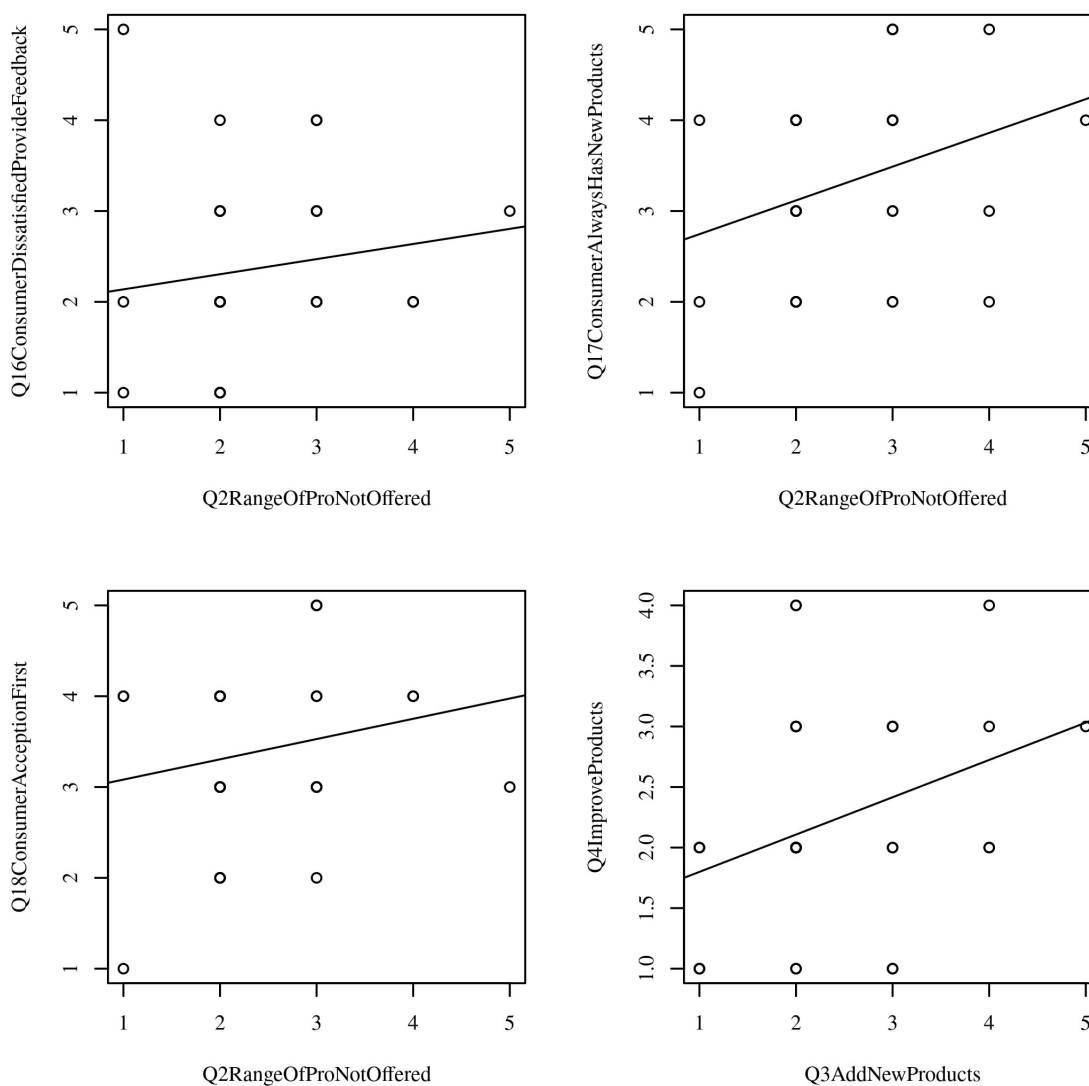 Q16ConsumerDissatisfiedProvideFeedback
5
4
3
2
1
1 2 3 4 5
Q2RangeOfProNotOffered
Q17ConsumerAlwaysHasNewProducts
5
4
3
2
1
1 2 3 4 5
Q2RangeOfProNotOffered
Q18ConsumerAcceptionFirst
5
4
3
2
1
1 2 3 4 5
Q2RangeOfProNotOffered
Q4ImproveProducts
4.0
3.5
3.0
2.5
2.0
1.5
1.0
1 2 3 4 5
Q3AddNewProducts